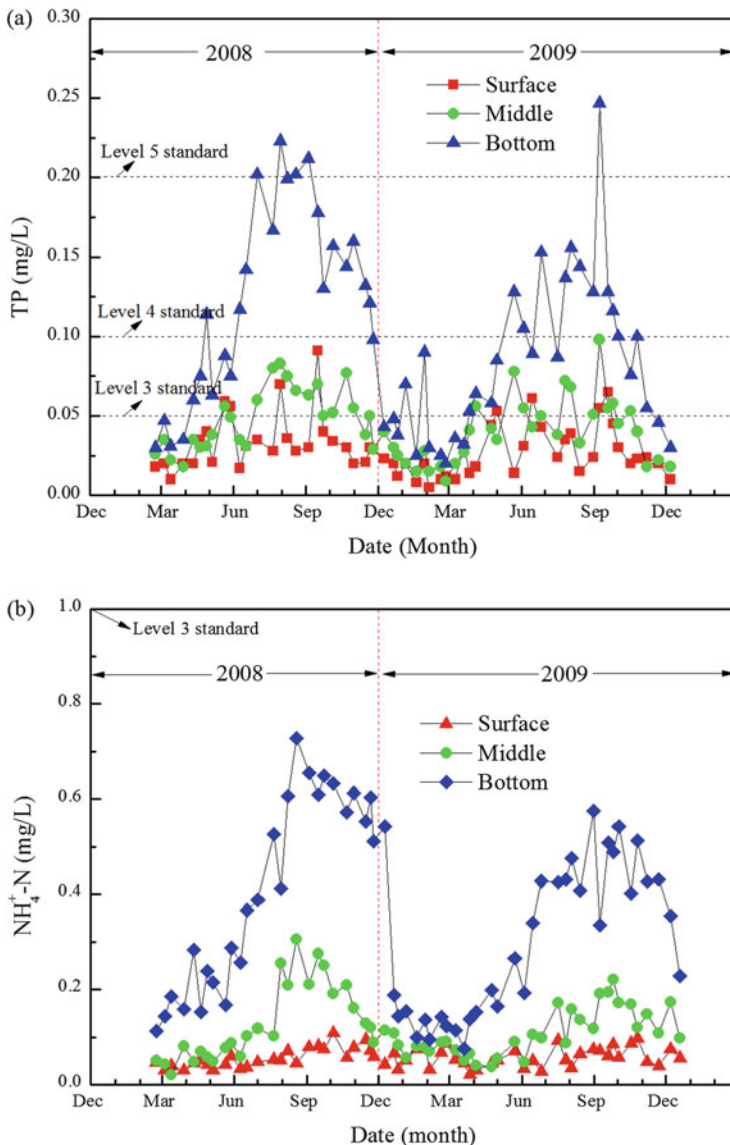 (a)
0.30
2008
2009
0.25
Surface
Middle
Bottom
Level 5 standard
0.20
TP (mg/L)
0.15
Level 4 standard
0.10
Level 3 standard
0.05
0.00
Dec Mar Jun Sep Dec Mar Jun Sep Dec
Date (Month)
(b)
1.0
Level 3 standard
2008
2009
0.8
Surface
Middle
Bottom
0.6
NH₄⁺-N (mg/L)
0.4
0.2
0.0
Dec Mar Jun Sep Dec Mar Jun Sep Dec
Date (month)